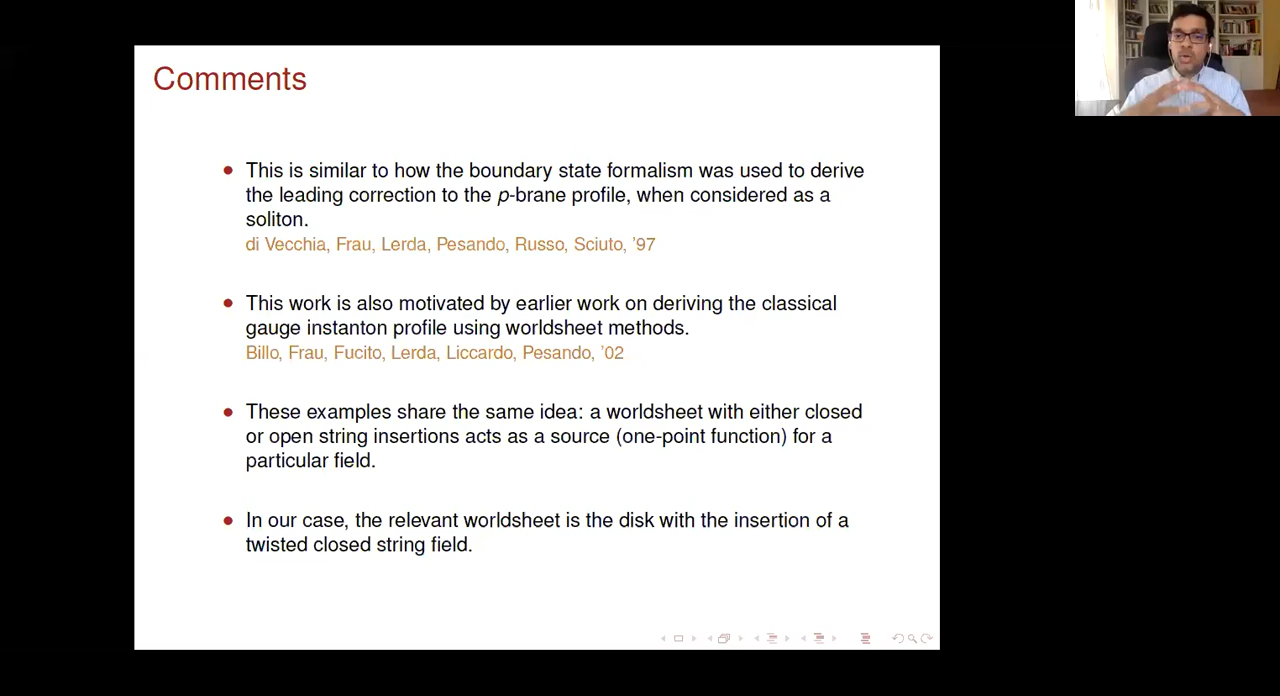 Comments
• This is similar to how the boundary state formalism was used to derive
the leading correction to the p-brane profile, when considered as a
soliton.
di Vecchia, Frau, Lerda, Pesando, Russo, Sciuto, ’97
• This work is also motivated by earlier work on deriving the classical
gauge instanton profile using worldsheet methods.
Billo, Frau, Fucito, Lerda, Liccardo, Pesando, ’02
• These examples share the same idea: a worldsheet with either closed
or open string insertions acts as a source (one-point function) for a
particular field.
• In our case, the relevant worldsheet is the disk with the insertion of a
twisted closed string field.